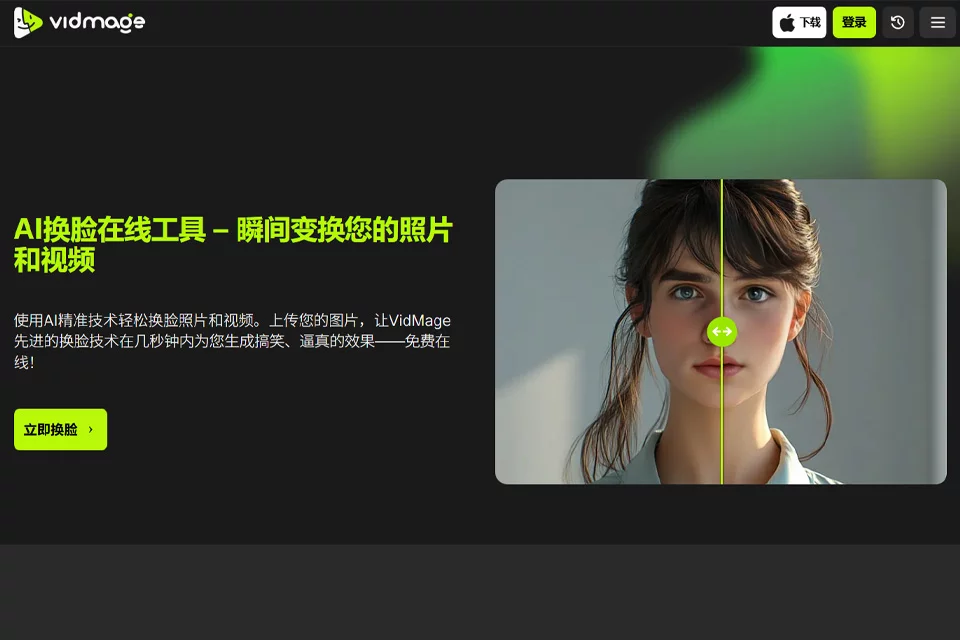 vidmage
下载
登录
AI换脸在线工具 – 瞬间变换您的照片
和视频
使用AI精准技术轻松换脸照片和视频。上传您的图片，让VidMage
先进的换脸技术在几秒钟内为您生成搞笑、逼真的效果——免费在
线！
立即换脸